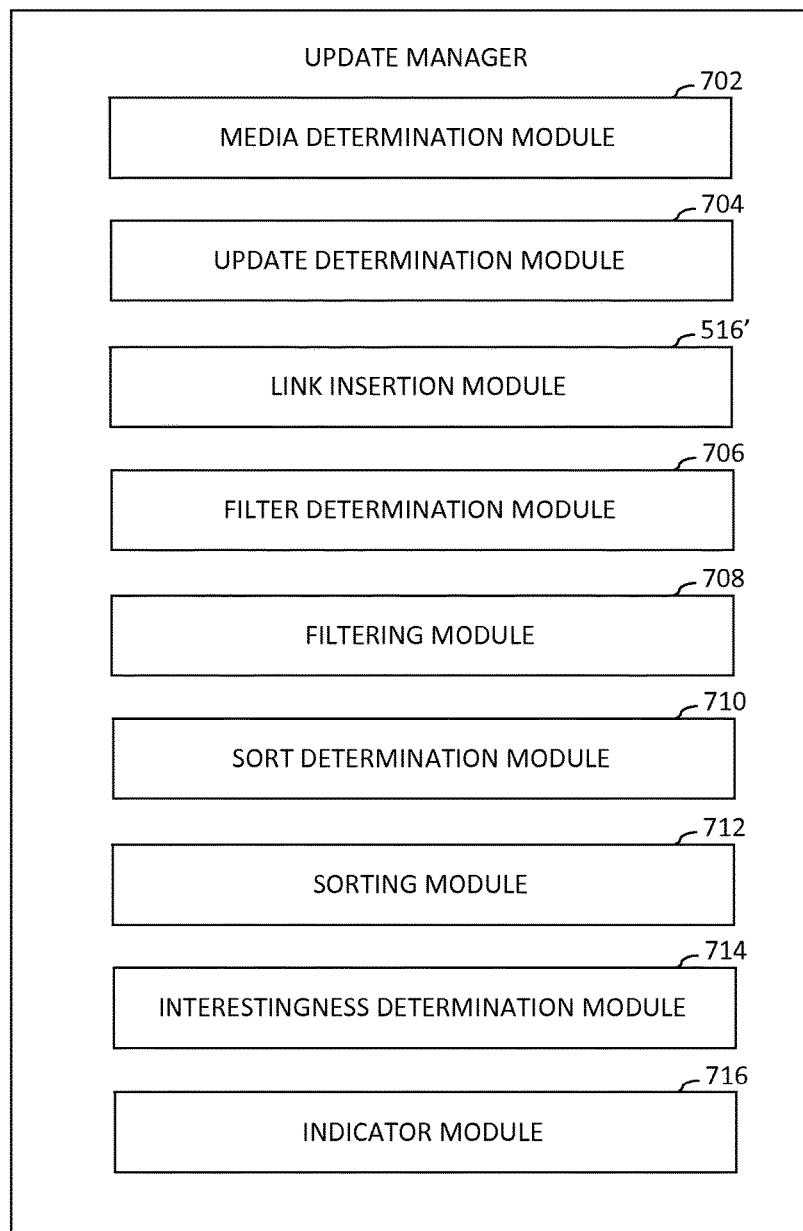 UPDATE MANAGER
702
MEDIA DETERMINATION MODULE
704
UPDATE DETERMINATION MODULE
516’
LINK INSERTION MODULE
706
FILTER DETERMINATION MODULE
708
FILTERING MODULE
710
SORT DETERMINATION MODULE
712
SORTING MODULE
714
INTERESTINGNESS DETERMINATION MODULE
716
INDICATOR MODULE